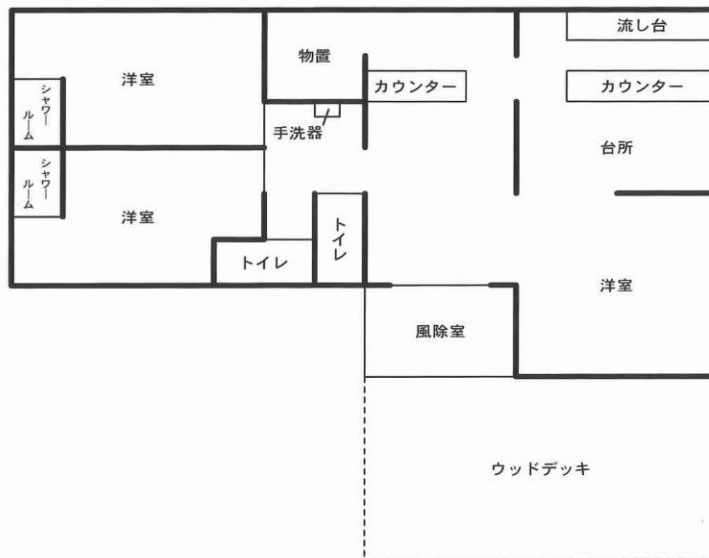 流し台
物置
洋室
カウンター
カウンター
シャワールーム
手洗器
台所
シャワールーム
洋室
トイレ
トイレ
洋室
風除室
ウッドデッキ